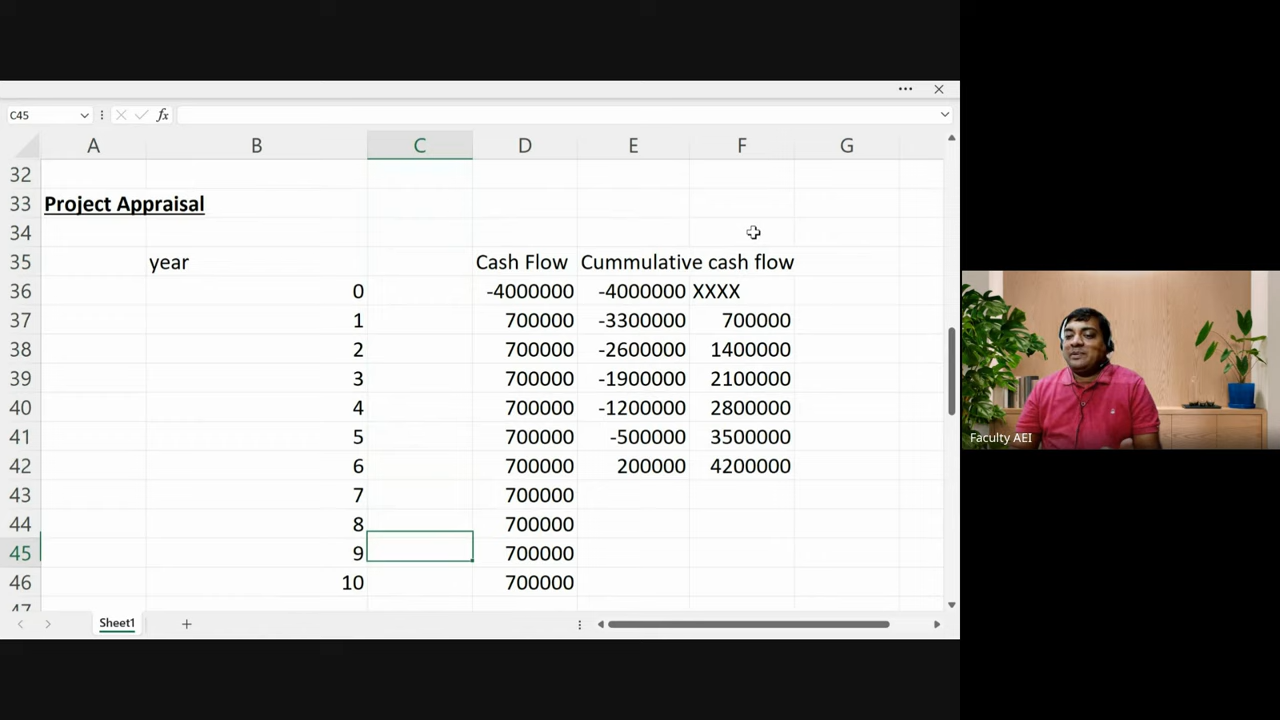 C45
fx
A B C D E F G
32
33 Project Appraisal
34
35 year Cash Flow Cummulative cash flow
36 0 -4000000 -4000000 XXXX
37 1 700000 -3300000 700000
38 2 700000 -2600000 1400000
39 3 700000 -1900000 2100000
40 4 700000 -1200000 2800000
41 5 700000 -500000 3500000
42 6 700000 200000 4200000
43 7 700000
44 8 700000
45 9 700000
46 10 700000
47
Sheet1
Faculty AEI